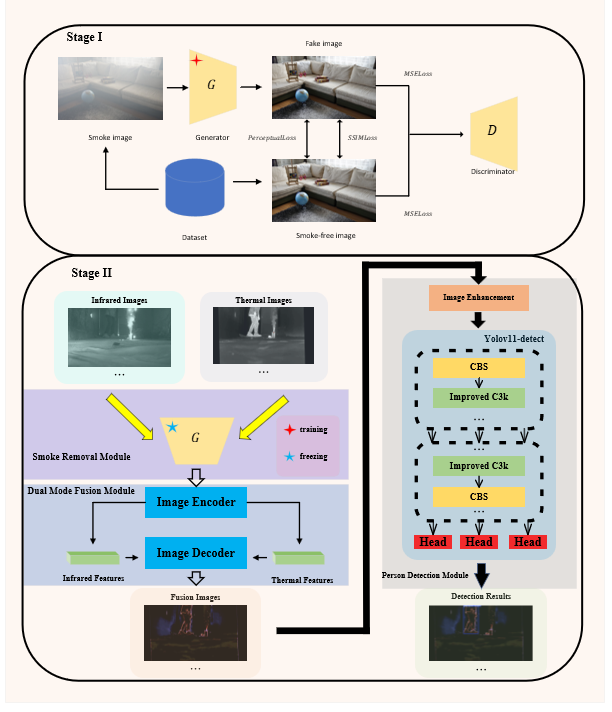 Stage I
Fake image
MSELoss
G
D
Smoke image
Generator
PerceptualLoss
SSIMLoss
Discriminator
Dataset
Smoke-free image
MSELoss
Stage II
Infrared Images
...
Thermal Images
...
G
training
freezing
Smoke Removal Module
Dual Mode Fusion Module
Image Encoder
Image Decoder
Infrared Features
Thermal Features
Fusion Images
...
Image Enhancement
Yolov11-detect
CBS
Improved C3k
...
...
Improved C3k
CBS
...
Head
Head
Head
Person Detection Module
Detection Results
...